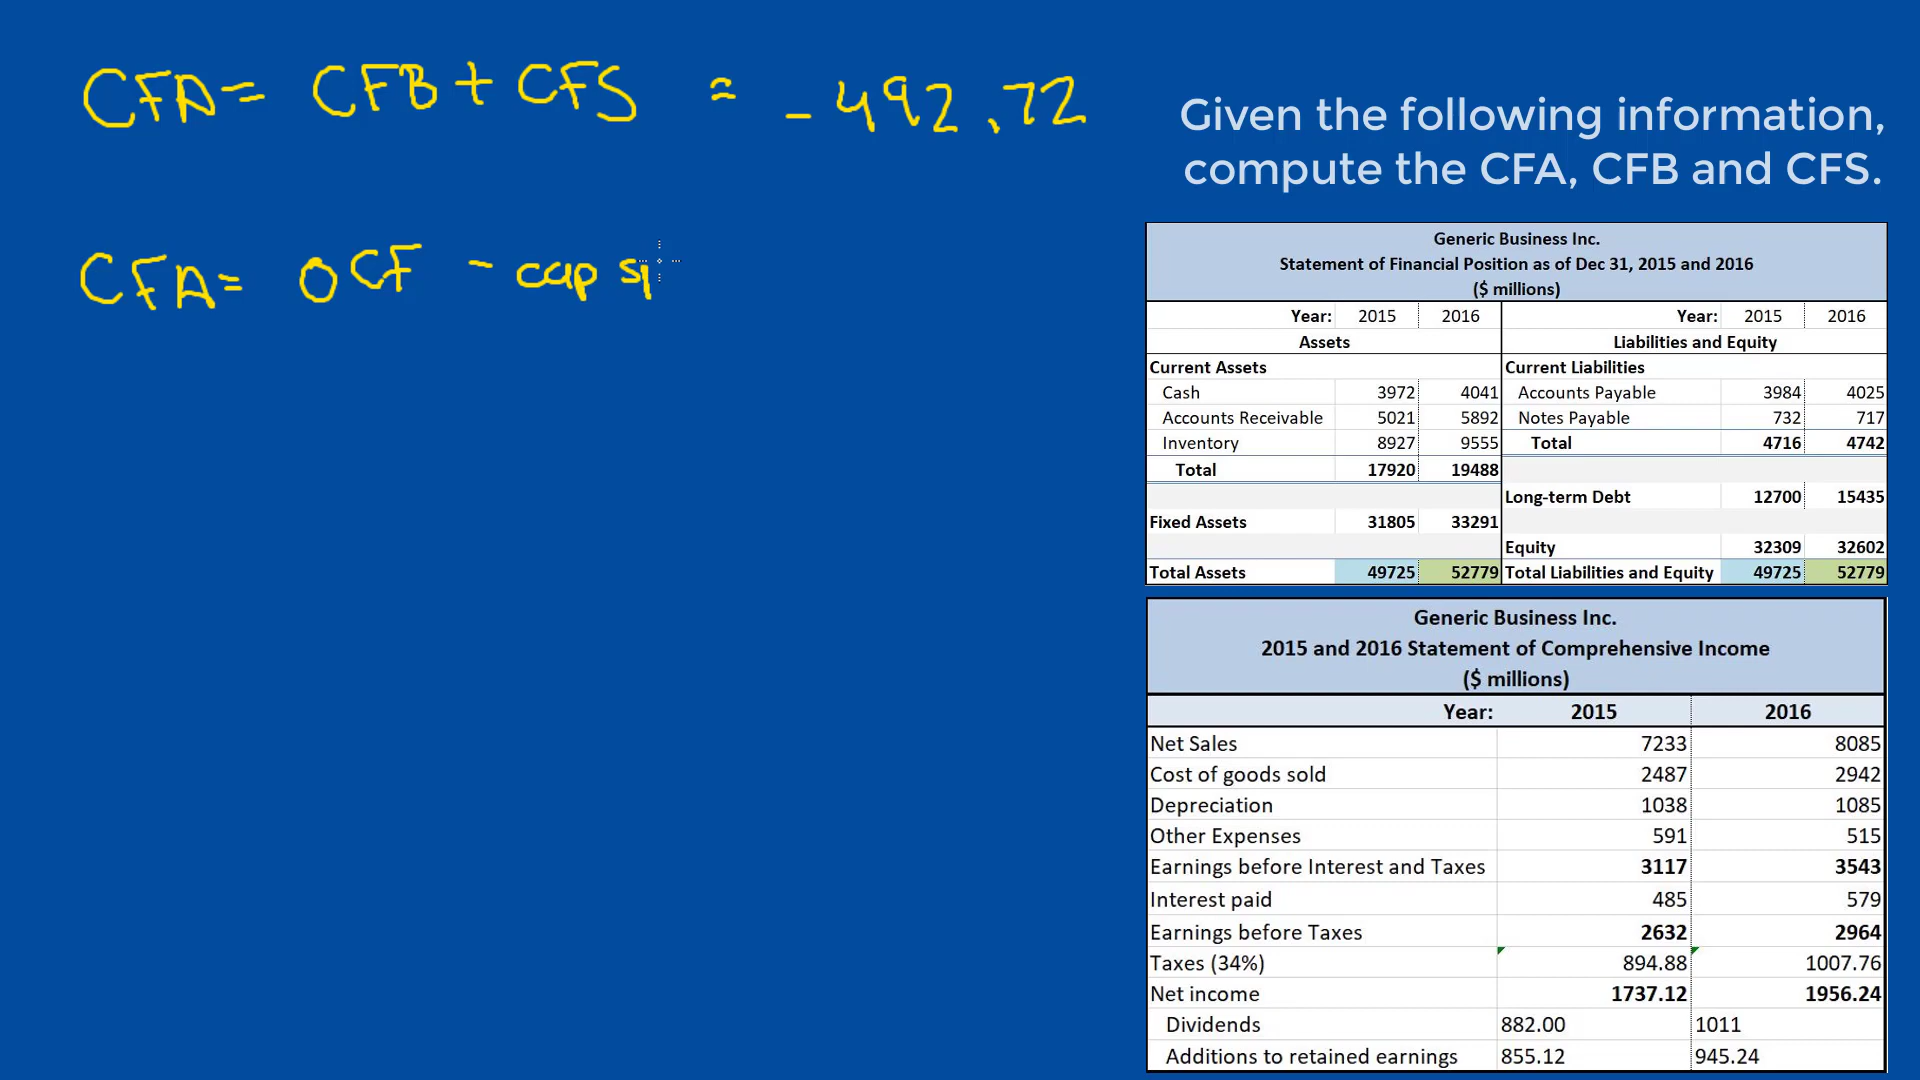 CFA = CFB + CFS = - 492.72
CFA = OCF - cap sp
Given the following information,
compute the CFA, CFB and CFS.
Generic Business Inc.
Statement of Financial Position as of Dec 31, 2015 and 2016
($ millions)
Year: 2015 2016 Year: 2015 2016
Assets Liabilities and Equity
Current Assets Current Liabilities
Cash 3972 4041 Accounts Payable 3984 4025
Accounts Receivable 5021 5892 Notes Payable 732 717
Inventory 8927 9555 Total 4716 4742
Total 17920 19488
Long-term Debt 12700 15435
Fixed Assets 31805 33291
Equity 32309 32602
Total Assets 49725 52779 Total Liabilities and Equity 49725 52779
Generic Business Inc.
2015 and 2016 Statement of Comprehensive Income
($ millions)
Year: 2015 2016
Net Sales 7233 8085
Cost of goods sold 2487 2942
Depreciation 1038 1085
Other Expenses 591 515
Earnings before Interest and Taxes 3117 3543
Interest paid 485 579
Earnings before Taxes 2632 2964
Taxes (34%) 894.88 1007.76
Net income 1737.12 1956.24
Dividends 882.00 1011
Additions to retained earnings 855.12 945.24